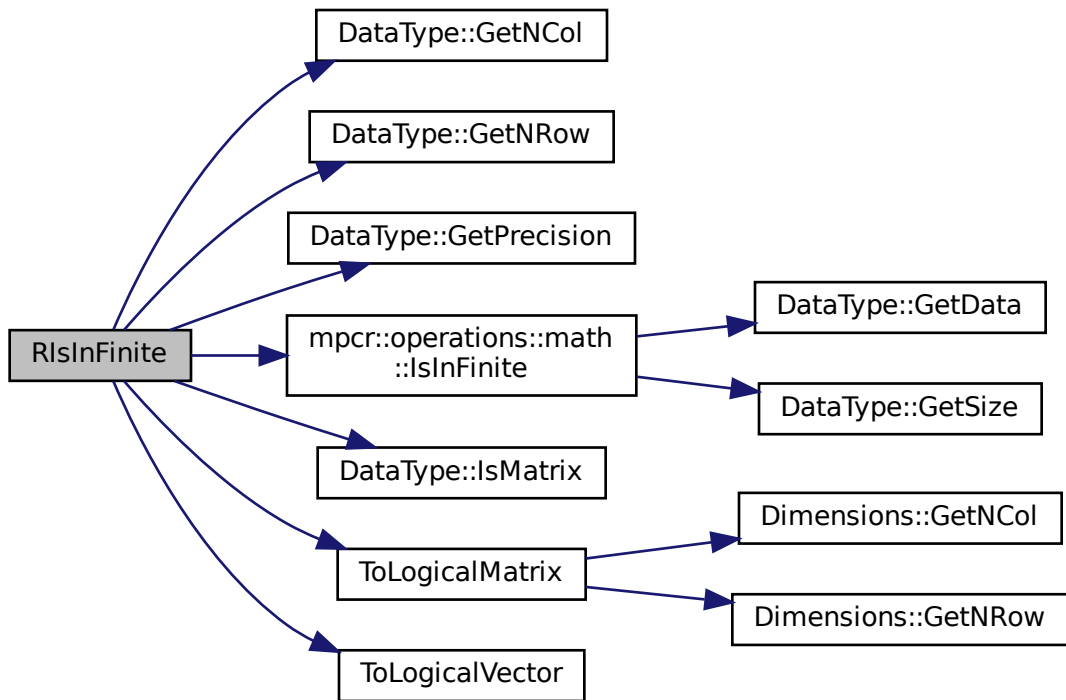 DataType::GetNCol
DataType::GetNRow
DataType::GetPrecision
RIsInFinite
mpcr::operations::math
::IsInFinite
DataType::GetData
DataType::GetSize
DataType::IsMatrix
ToLogicalMatrix
Dimensions::GetNCol
Dimensions::GetNRow
ToLogicalVector